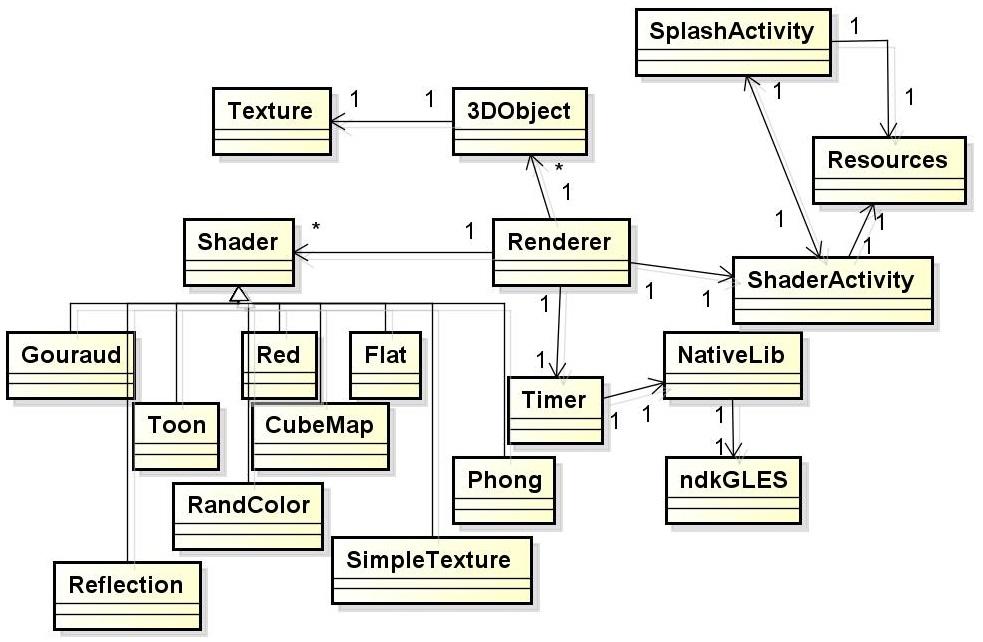 SplashActivity
1
1
1
Resources
Texture
1
1
3DObject
*
1
1
1
1
Shader
*
1
Renderer
1
1
ShaderActivity
1
1
Gouraud
Red
Flat
NativeLib
Timer
1
1
1
1
Toon
CubeMap
Phong
ndkGLES
RandColor
SimpleTexture
Reflection